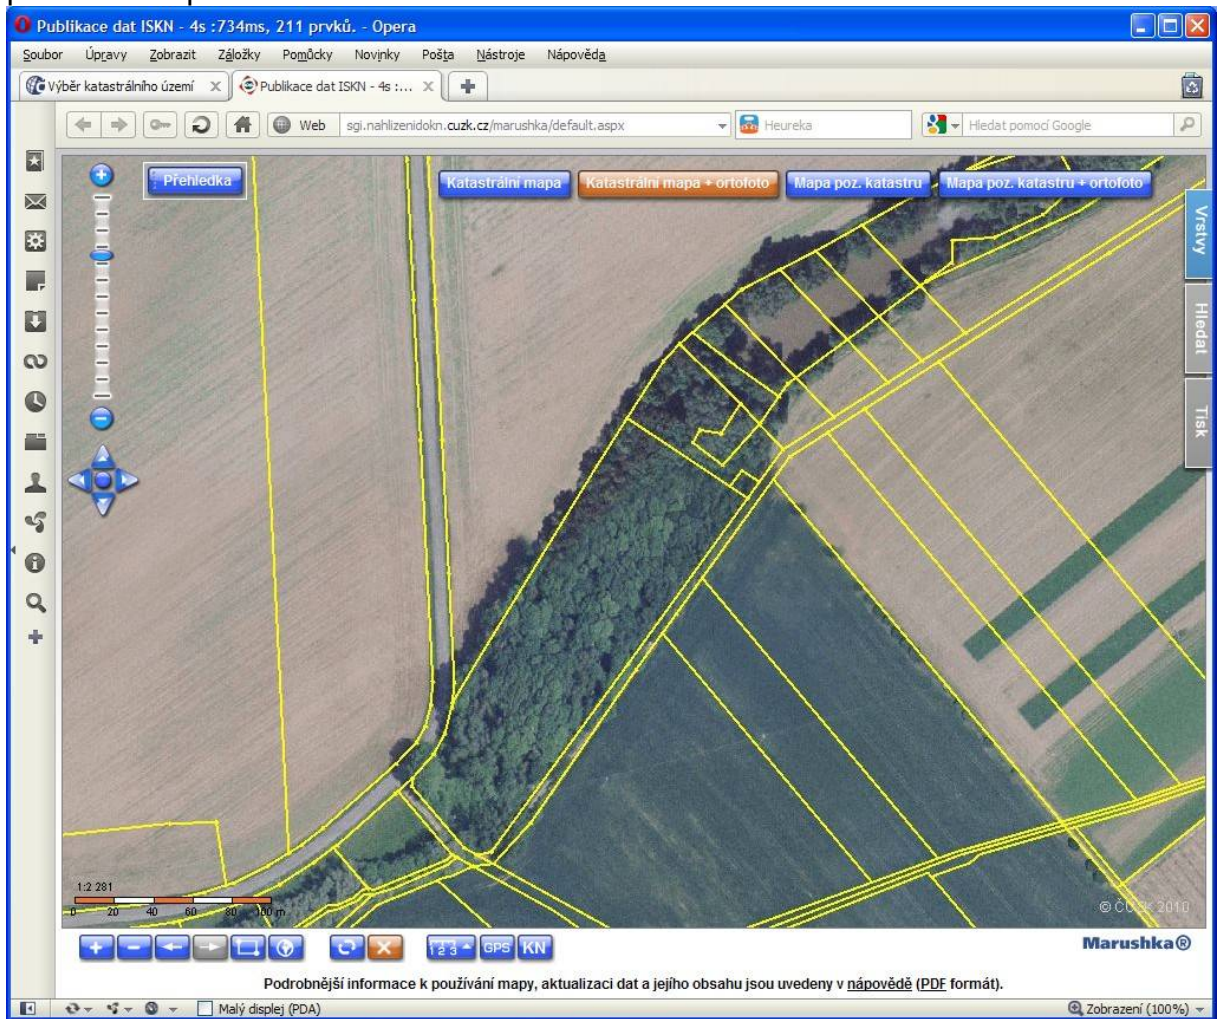 Publikace dat ISKN - 4s :734ms, 211 prvků. - Opera
Soubor Úpravy Zobrazit Záložky Pomůcky Novinky Pošta Nástroje Nápověda
Výběr katastrálního území Publikace dat ISKN - 4s :...
Web sgi.nahlizenidokn.cuzk.cz/marushka/default.aspx Heureka Hledat pomocí Google
Přehledka Katastrální mapa Katastrální mapa + ortofoto Mapa poz. katastru Mapa poz. katastru + ortofoto
Vrstvy
Hledat
Tisk
1:2 281
0 20 40 60 80 100 m
© ČÚZK 2010
1 2 3 GPS KN
Marushka®
Podrobnější informace k používání mapy, aktualizaci dat a jejího obsahu jsou uvedeny v nápovědě (PDF formát).
Malý displej (PDA) Zobrazení (100%)